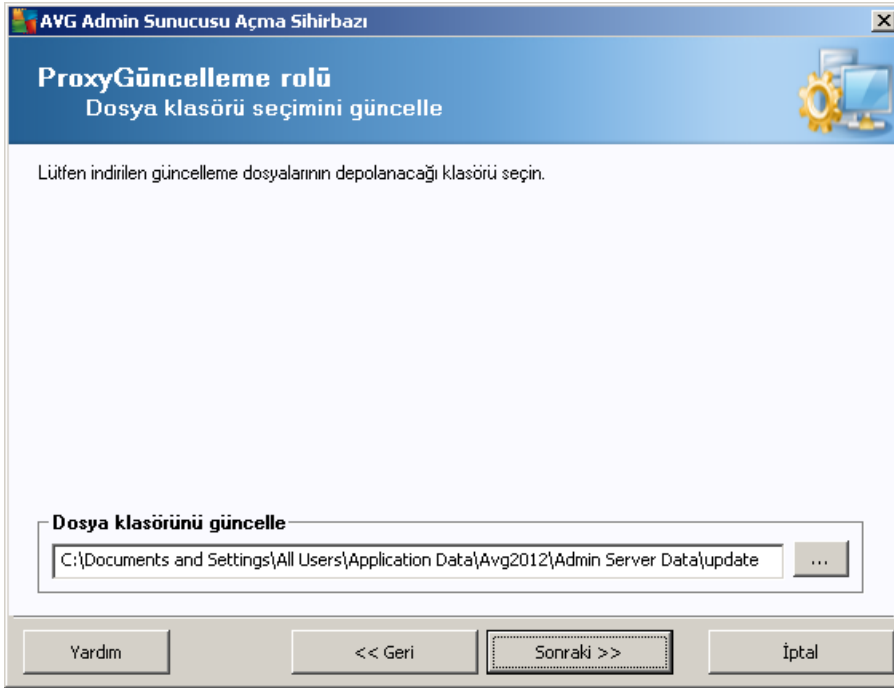 AVG Admin Sunucusu Açma Sihirbazı
ProxyGüncelleme rolü
Dosya klasörü seçimini güncelle
Lütfen indirilen güncelleme dosyalarının depolanacağı klasörü seçin.
Dosya klasörünü güncelle
C:\Documents and Settings\All Users\Application Data\Avg2012\Admin Server Data\update
...
Yardım
<< Geri
Sonraki >>
İptal